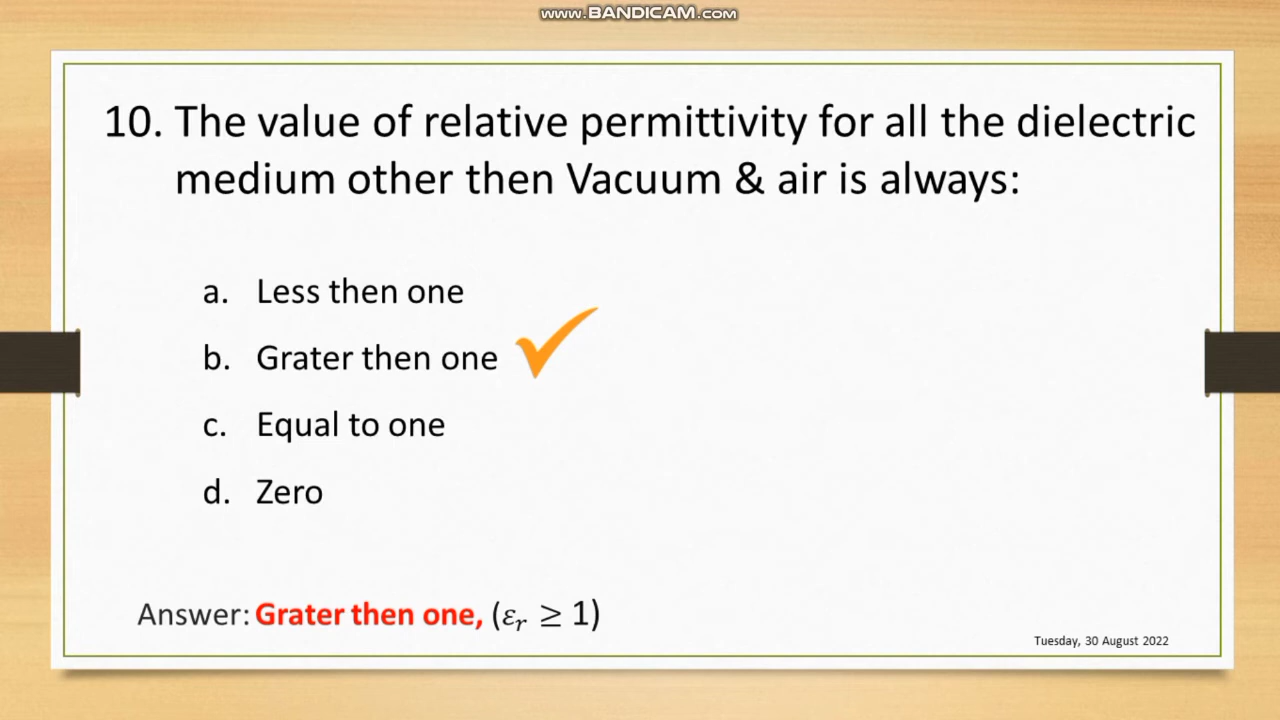 www.BANDICAM.com
10. The value of relative permittivity for all the dielectric
medium other then Vacuum & air is always:
a. Less then one
b. Grater then one
c. Equal to one
d. Zero
Answer: Grater then one, (εᵣ ≥ 1)
Tuesday, 30 August 2022